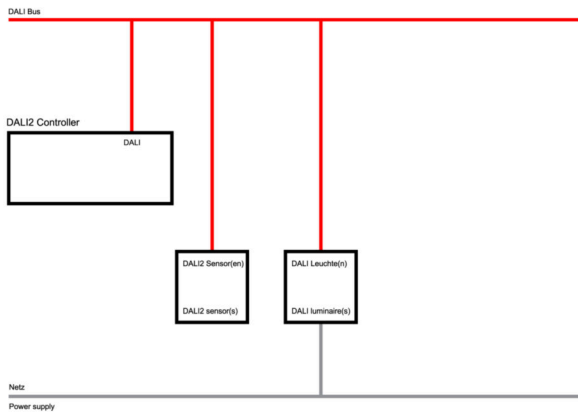 DALI Bus
DALI2 Controller
DALI
DALI2 Sensor(en)
DALI2 sensor(s)
DALI Leuchte(n)
DALI luminaire(s)
Netz
Power supply